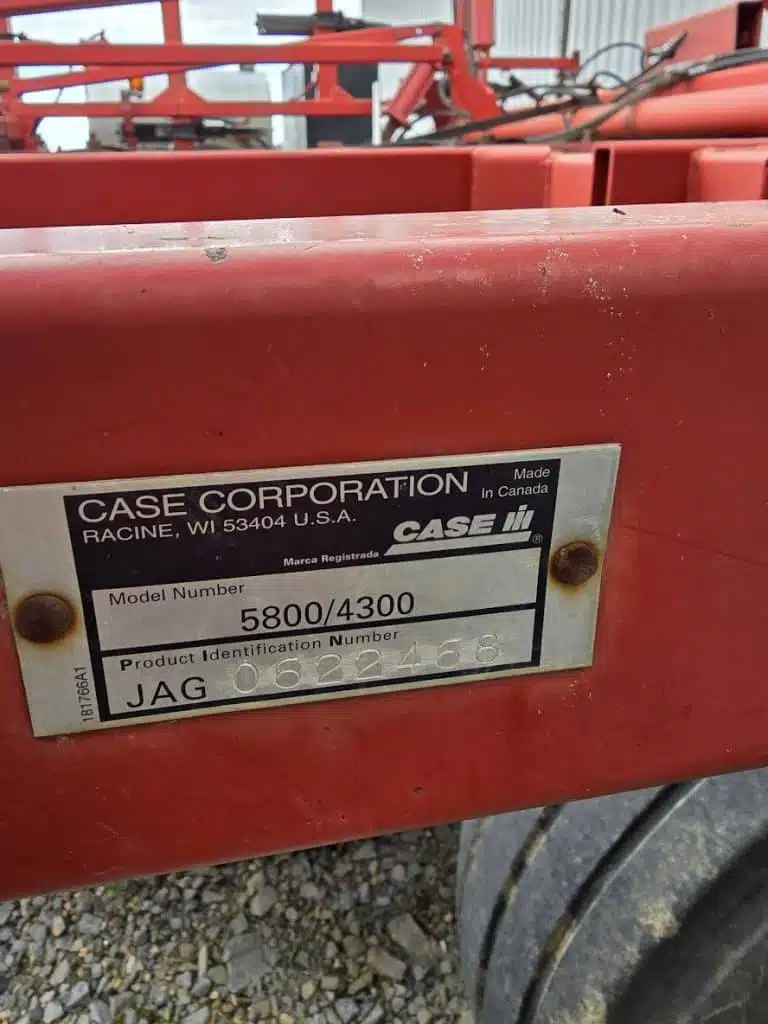 CASE CORPORATION
RACINE, WI 53404 U.S.A.
Made
In Canada
CASE IH ®
Marca Registrada
Model Number
5800/4300
Product Identification Number
JAG 0622468
181766A1